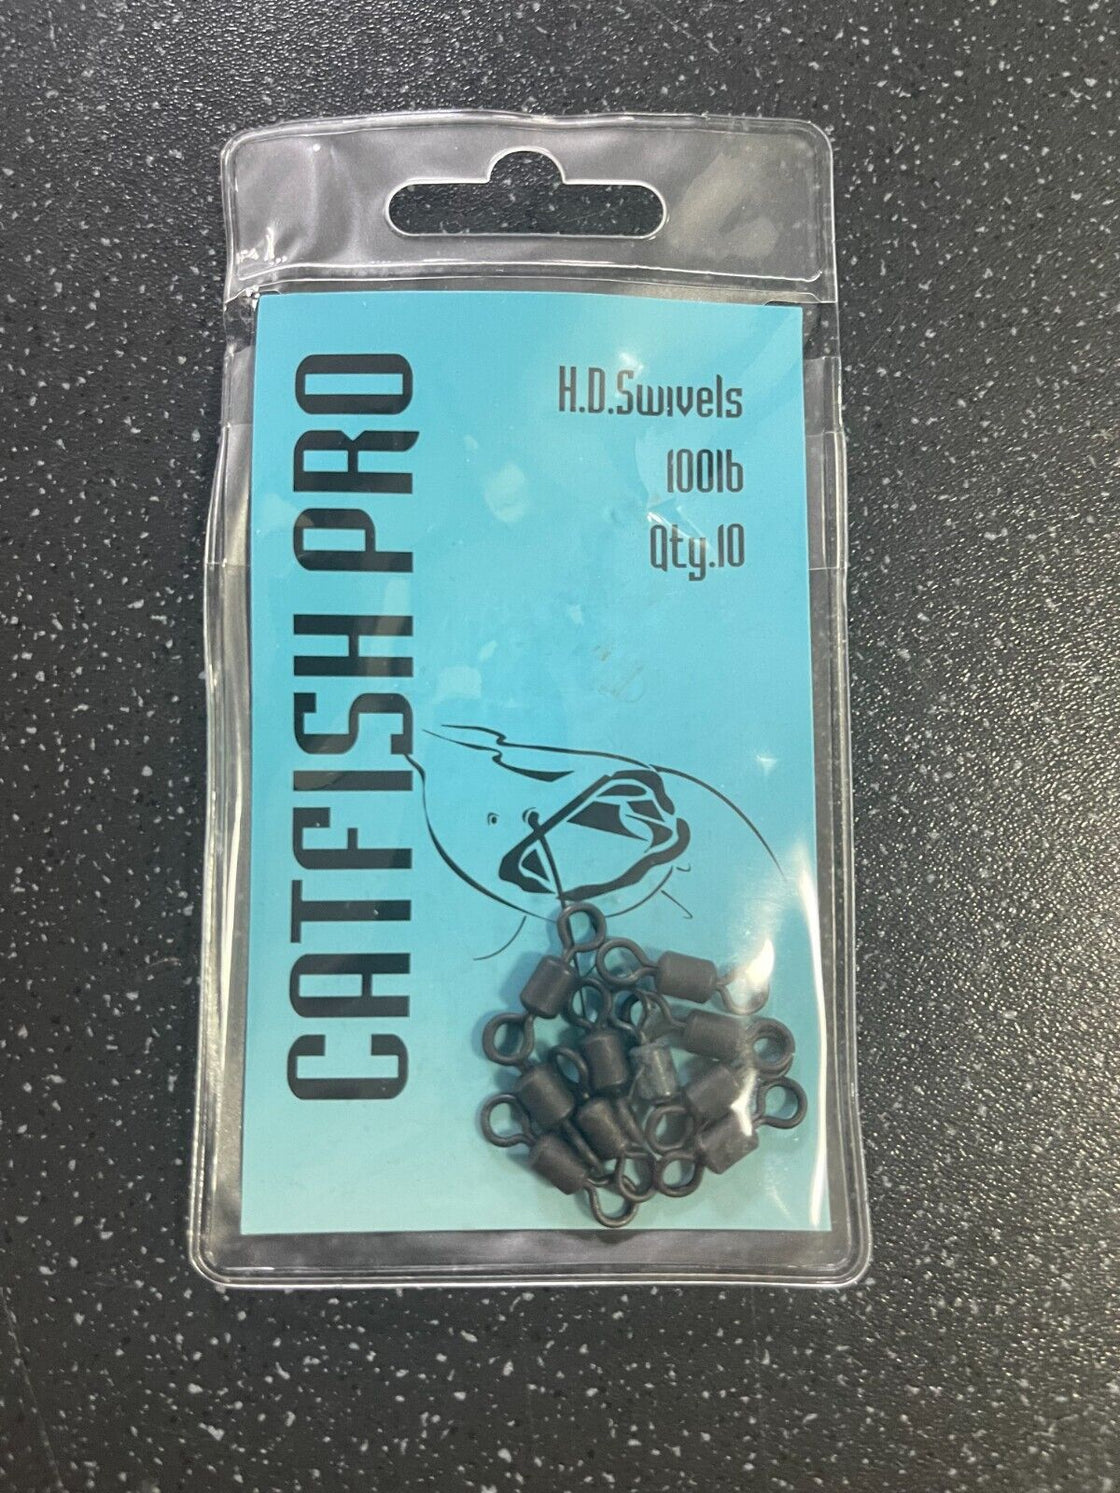 CATFISH PRO
H.D.Swivels
100lb
Qty.10